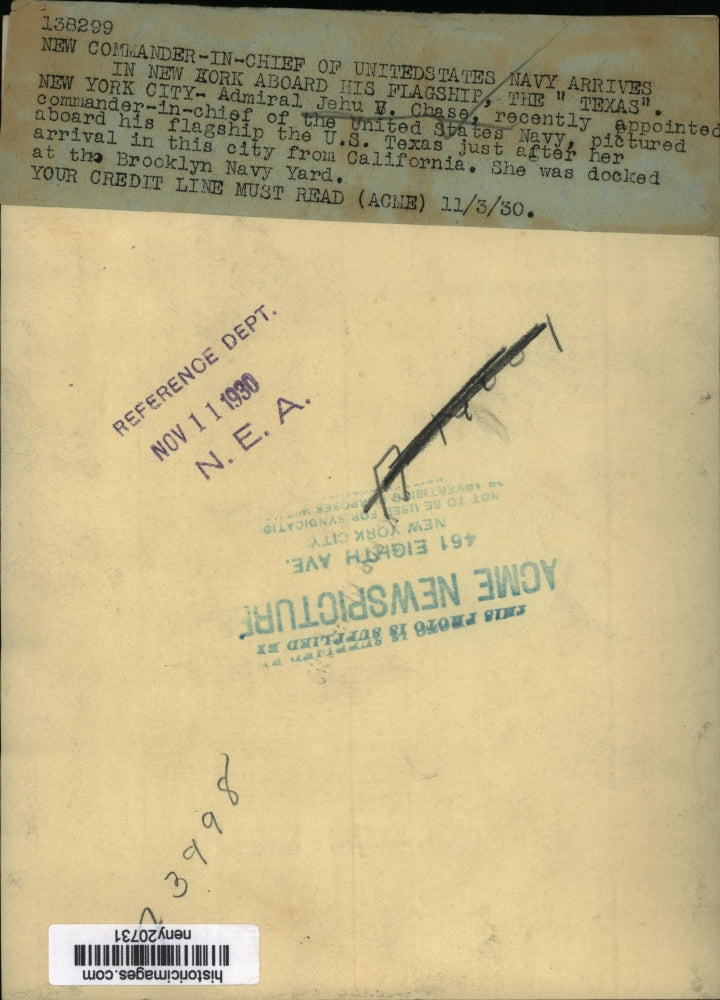 138299
NEW COMMANDER-IN-CHIEF OF UNITEDSTATES NAVY ARRIVES
IN NEW YORK ABOARD HIS FLAGSHIP, THE " TEXAS".
NEW YORK CITY- Admiral Jehu V. Chase, recently appointed
commander-in-chief of the United States Navy, pictured
aboard his flagship the U.S. Texas just after her
arrival in this city from California. She was docked
at the Brooklyn Navy Yard.
YOUR CREDIT LINE MUST READ (ACME) 11/3/30.
REFERENCE DEPT.
NOV 11 1930
N. E. A.
THIS PHOTO IS SUPPLIED BY
ACME NEWSPICTURE
461 EIGHTH AVE.
NEW YORK CITY
NOT TO BE USED FOR SYNDICATIO
3998
historicimages.com
neny20731